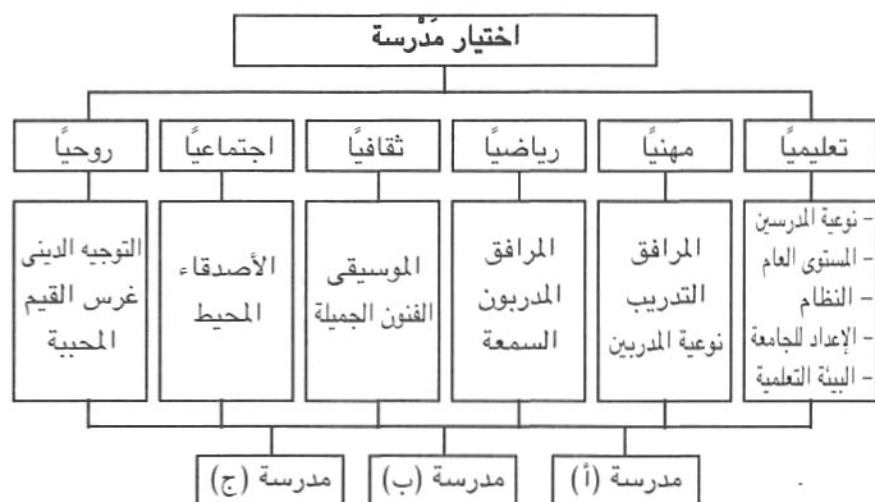 اختيار مَدْرسة
تعليميًا
مهنيًا
رياضيًا
ثقافيًا
اجتماعيًا
روحيًا
- نوعية المدرسين
- المستوى العام
- النظام
- الإعداد للجامعة
- البيئة التعلمية
المرافق
التدريب
نوعية المدربين
المرافق
المدربون
السمعة
الموسيقى
الفنون الجميلة
الأصدقاء
المحيط
التوجيه الدينى
غرس القيم
المحببة
مدرسة (أ)
مدرسة (ب)
مدرسة (ج)